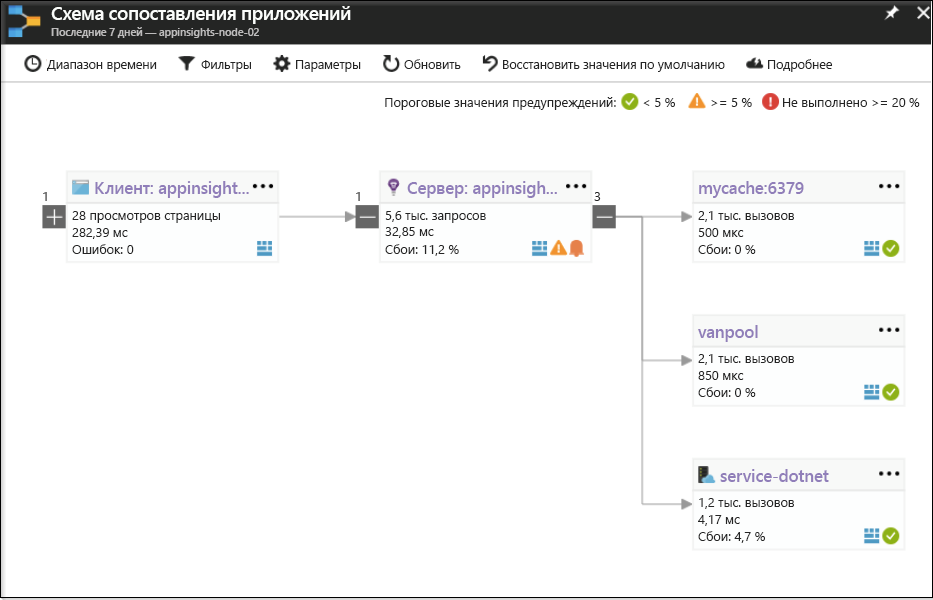 Схема сопоставления приложений
Последние 7 дней — appinsights-node-02
Диапазон времени Фильтры Параметры Обновить Восстановить значения по умолчанию Подробнее
Пороговые значения предупреждений: < 5 % >= 5 % Не выполнено >= 20 %
1
Клиент: appinsight...
28 просмотров страницы
282,39 мс
Ошибок: 0
1
Сервер: appinsigh...
5,6 тыс. запросов
32,85 мс
Сбои: 11,2 %
3
mycache:6379
2,1 тыс. вызовов
500 мкс
Сбои: 0 %
vanpool
2,1 тыс. вызовов
850 мкс
Сбои: 0 %
service-dotnet
1,2 тыс. вызовов
4,17 мс
Сбои: 4,7 %